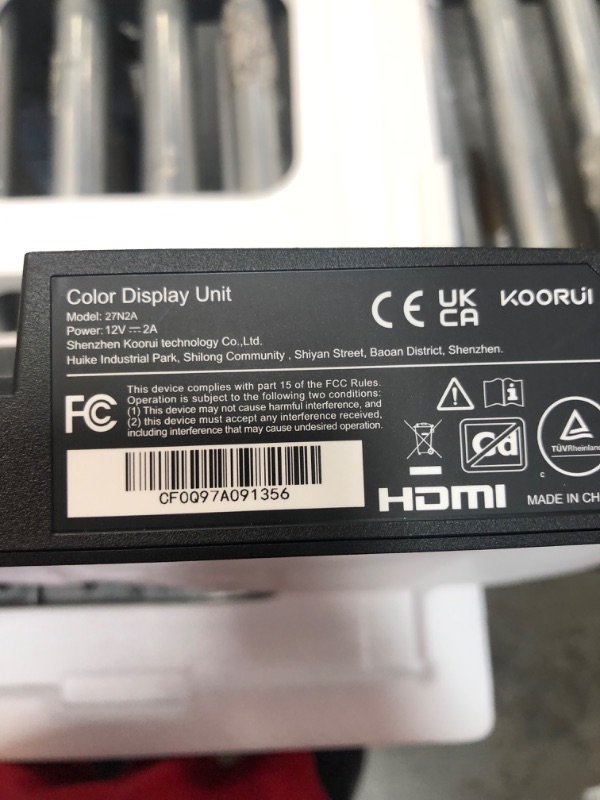 Color Display Unit
Model: 27N2A
Power: 12V⎓2A
Shenzhen Koorui technology Co.,Ltd.
Huike Industrial Park, Shilong Community , Shiyan Street, Baoan District, Shenzhen.
CE UK CA KOORUI
FC
This device complies with part 15 of the FCC Rules.
Operation is subject to the following two conditions:
(1) This device may not cause harmful interference, and
(2) this device must accept any interference received,
including interference that may cause undesired operation.
CF0Q97A091356
Cd
TÜVRheinland
HDMI
MADE IN CH